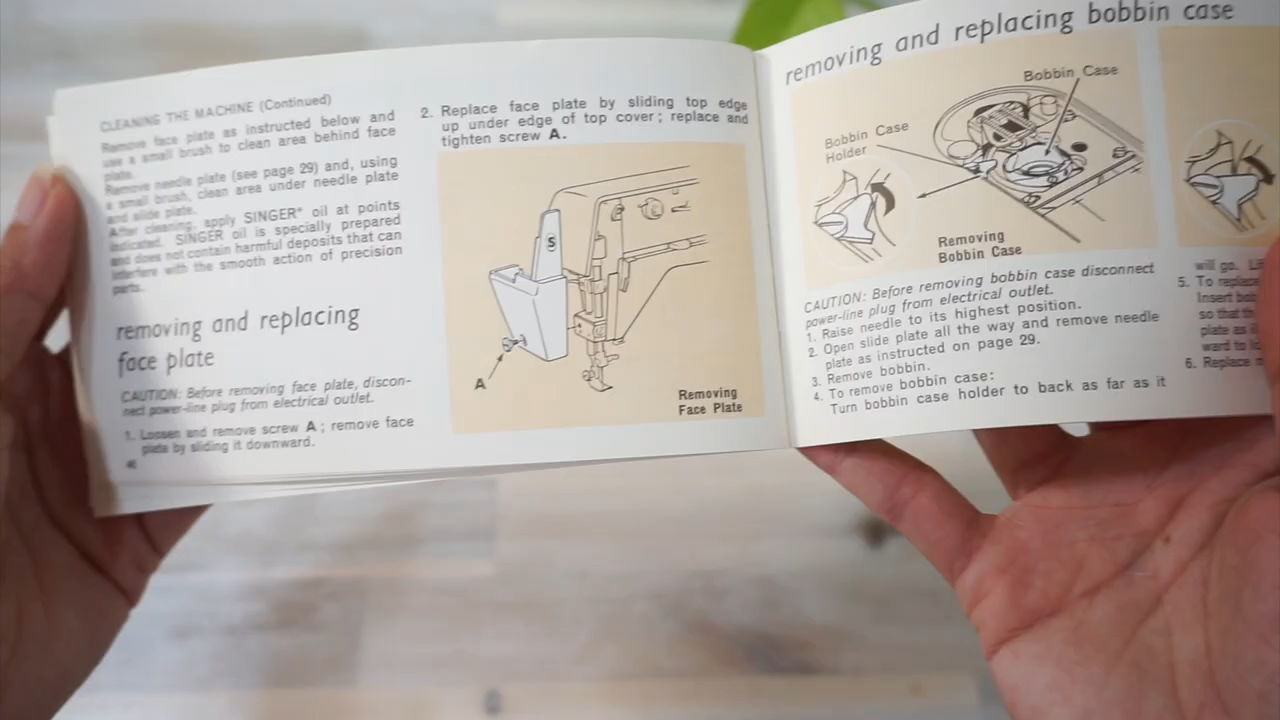 CLEANING THE MACHINE (Continued)
Remove face plate as instructed below and
use a small brush to clean area behind face
plate.
Remove needle plate (see page 29) and, using
a small brush, clean area under needle plate
and slide plate.
After cleaning, apply SINGER* oil at points
indicated. SINGER oil is specially prepared
and does not contain harmful deposits that can
interfere with the smooth action of precision
parts.
removing and replacing
face plate
CAUTION: Before removing face plate, discon-
nect power-line plug from electrical outlet.
1. Loosen and remove screw A; remove face
plate by sliding it downward.
2. Replace face plate by sliding top edge
up under edge of top cover; replace and
tighten screw A.
S
A
Removing
Face Plate
removing and replacing bobbin case
Bobbin Case
Bobbin Case
Holder
Removing
Bobbin Case
CAUTION: Before removing bobbin case disconnect
power-line plug from electrical outlet.
1. Raise needle to its highest position.
2. Open slide plate all the way and remove needle
plate as instructed on page 29.
3. Remove bobbin.
4. To remove bobbin case:
Turn bobbin case holder to back as far as it
will go.
5. To replace
Insert
so that
plate as
ward to
6. Replace